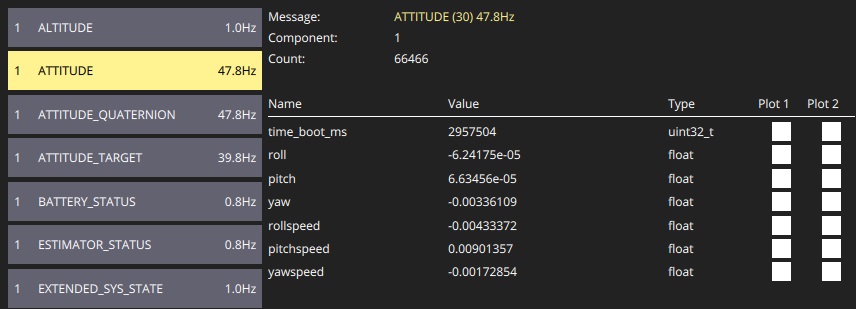 1 ALTITUDE 1.0Hz
1 ATTITUDE 47.8Hz
1 ATTITUDE_QUATERNION 47.8Hz
1 ATTITUDE_TARGET 39.8Hz
1 BATTERY_STATUS 0.8Hz
1 ESTIMATOR_STATUS 0.8Hz
1 EXTENDED_SYS_STATE 1.0Hz
Message: ATTITUDE (30) 47.8Hz
Component: 1
Count: 66466
Name Value Type Plot 1 Plot 2
time_boot_ms 2957504 uint32_t
roll -6.24175e-05 float
pitch 6.63456e-05 float
yaw -0.00336109 float
rollspeed -0.00433372 float
pitchspeed 0.00901357 float
yawspeed -0.00172854 float